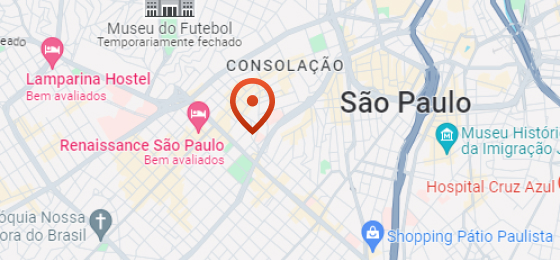 Museu do Futebol
Temporariamente fechado
eado
CONSOLAÇÃO
Lamparina Hostel
Bem avaliados
São Paulo
Museu Históri
da Imigração J
Renaissance São Paulo
Bem avaliados
Hospital Cruz Azul
óquia Nossa
ora do Brasil
Shopping Pátio Paulista